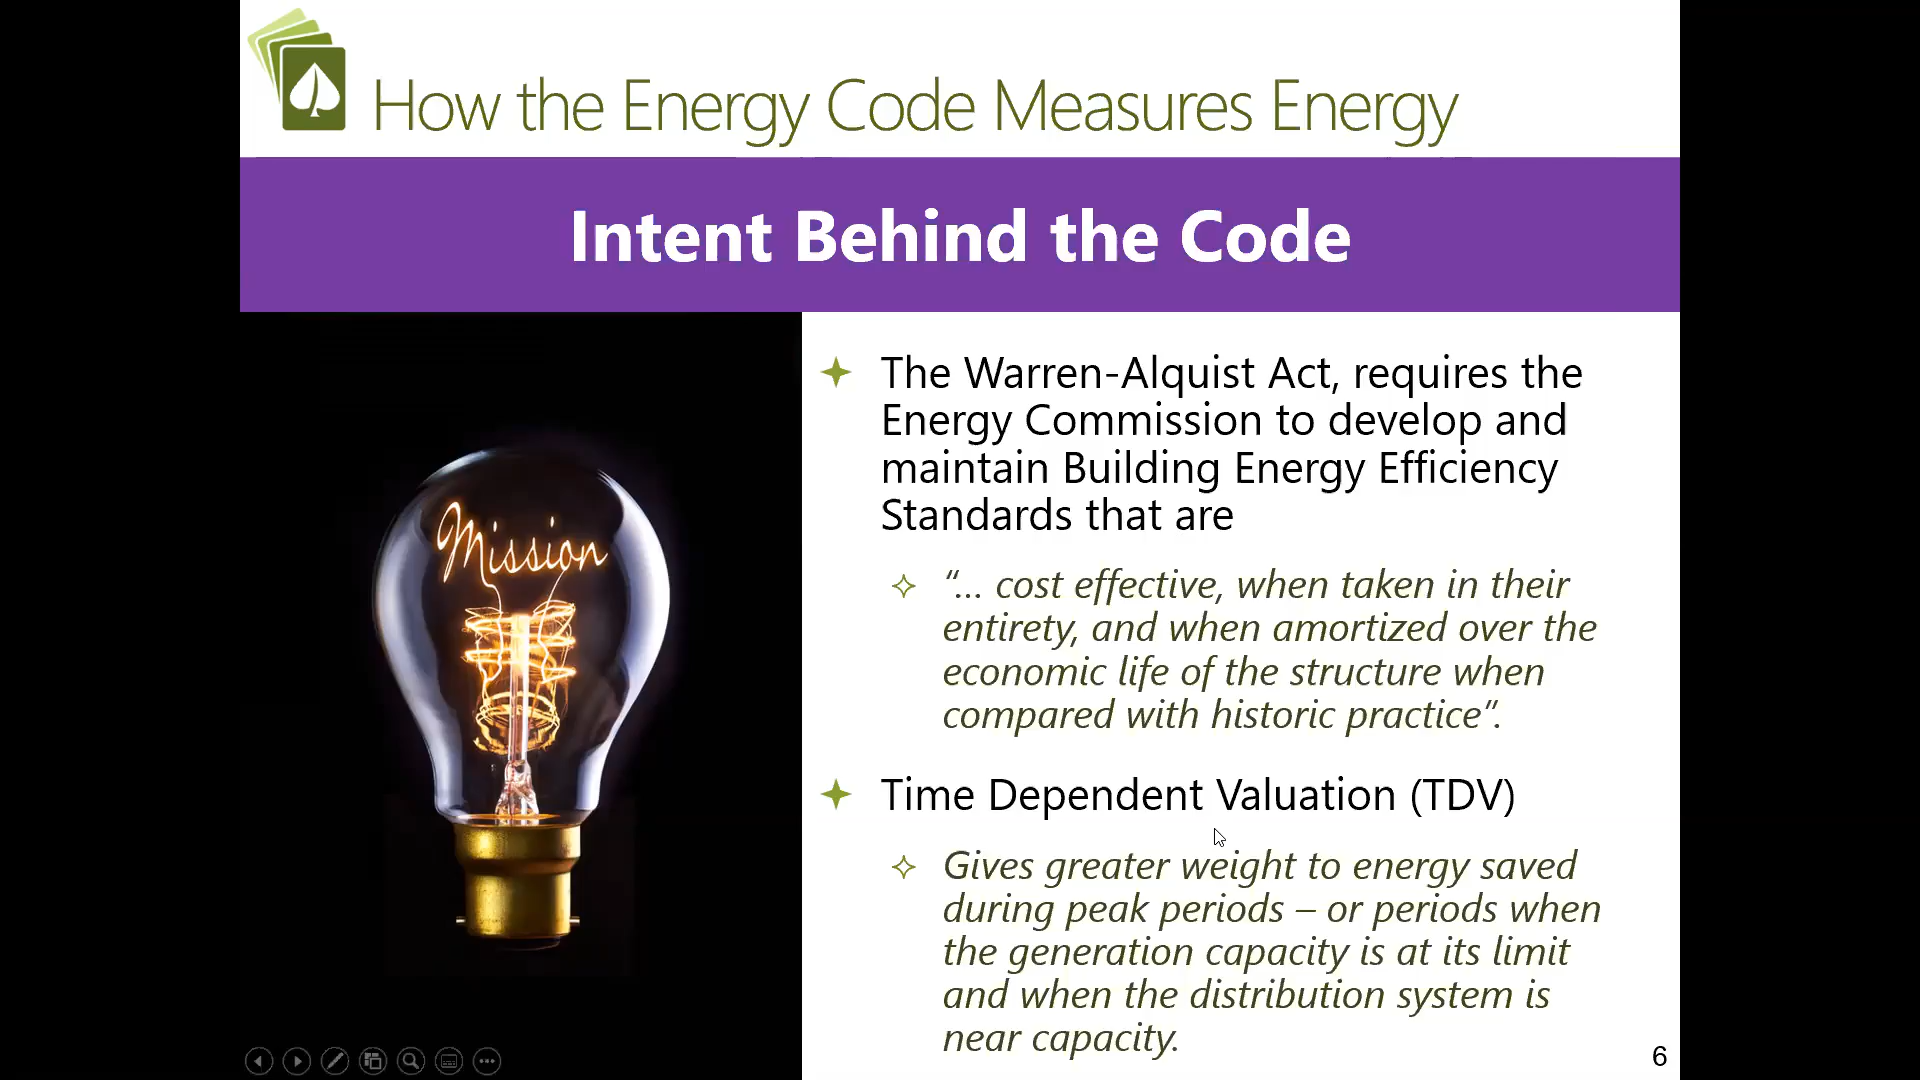 How the Energy Code Measures Energy
Intent Behind the Code
Mission
The Warren-Alquist Act, requires the
Energy Commission to develop and
maintain Building Energy Efficiency
Standards that are
“... cost effective, when taken in their
entirety, and when amortized over the
economic life of the structure when
compared with historic practice”.
Time Dependent Valuation (TDV)
Gives greater weight to energy saved
during peak periods – or periods when
the generation capacity is at its limit
and when the distribution system is
near capacity.
6